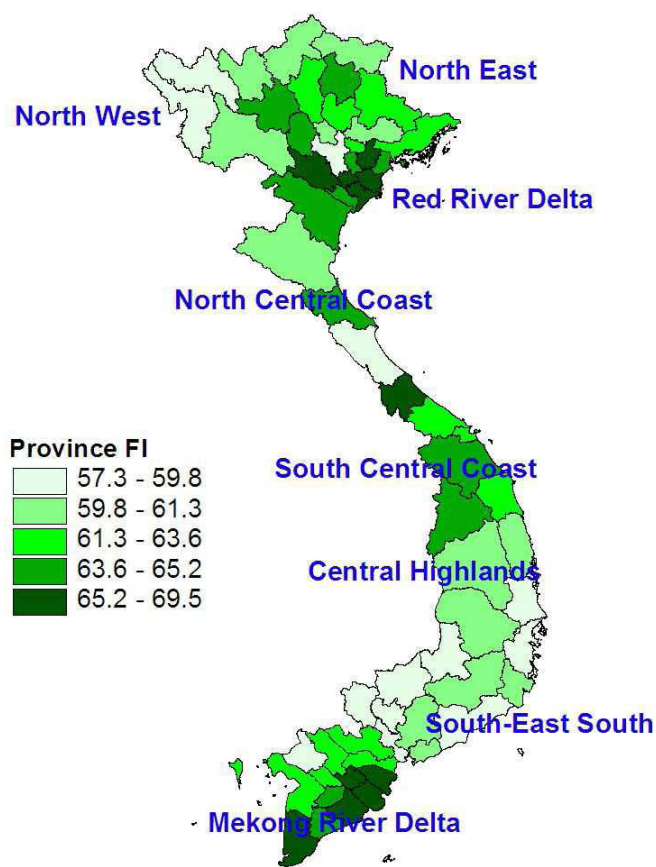 North East
North West
Red River Delta
North Central Coast
Province FI
57.3 - 59.8
59.8 - 61.3
61.3 - 63.6
63.6 - 65.2
65.2 - 69.5
South Central Coast
Central Highlands
South-East South
Mekong River Delta